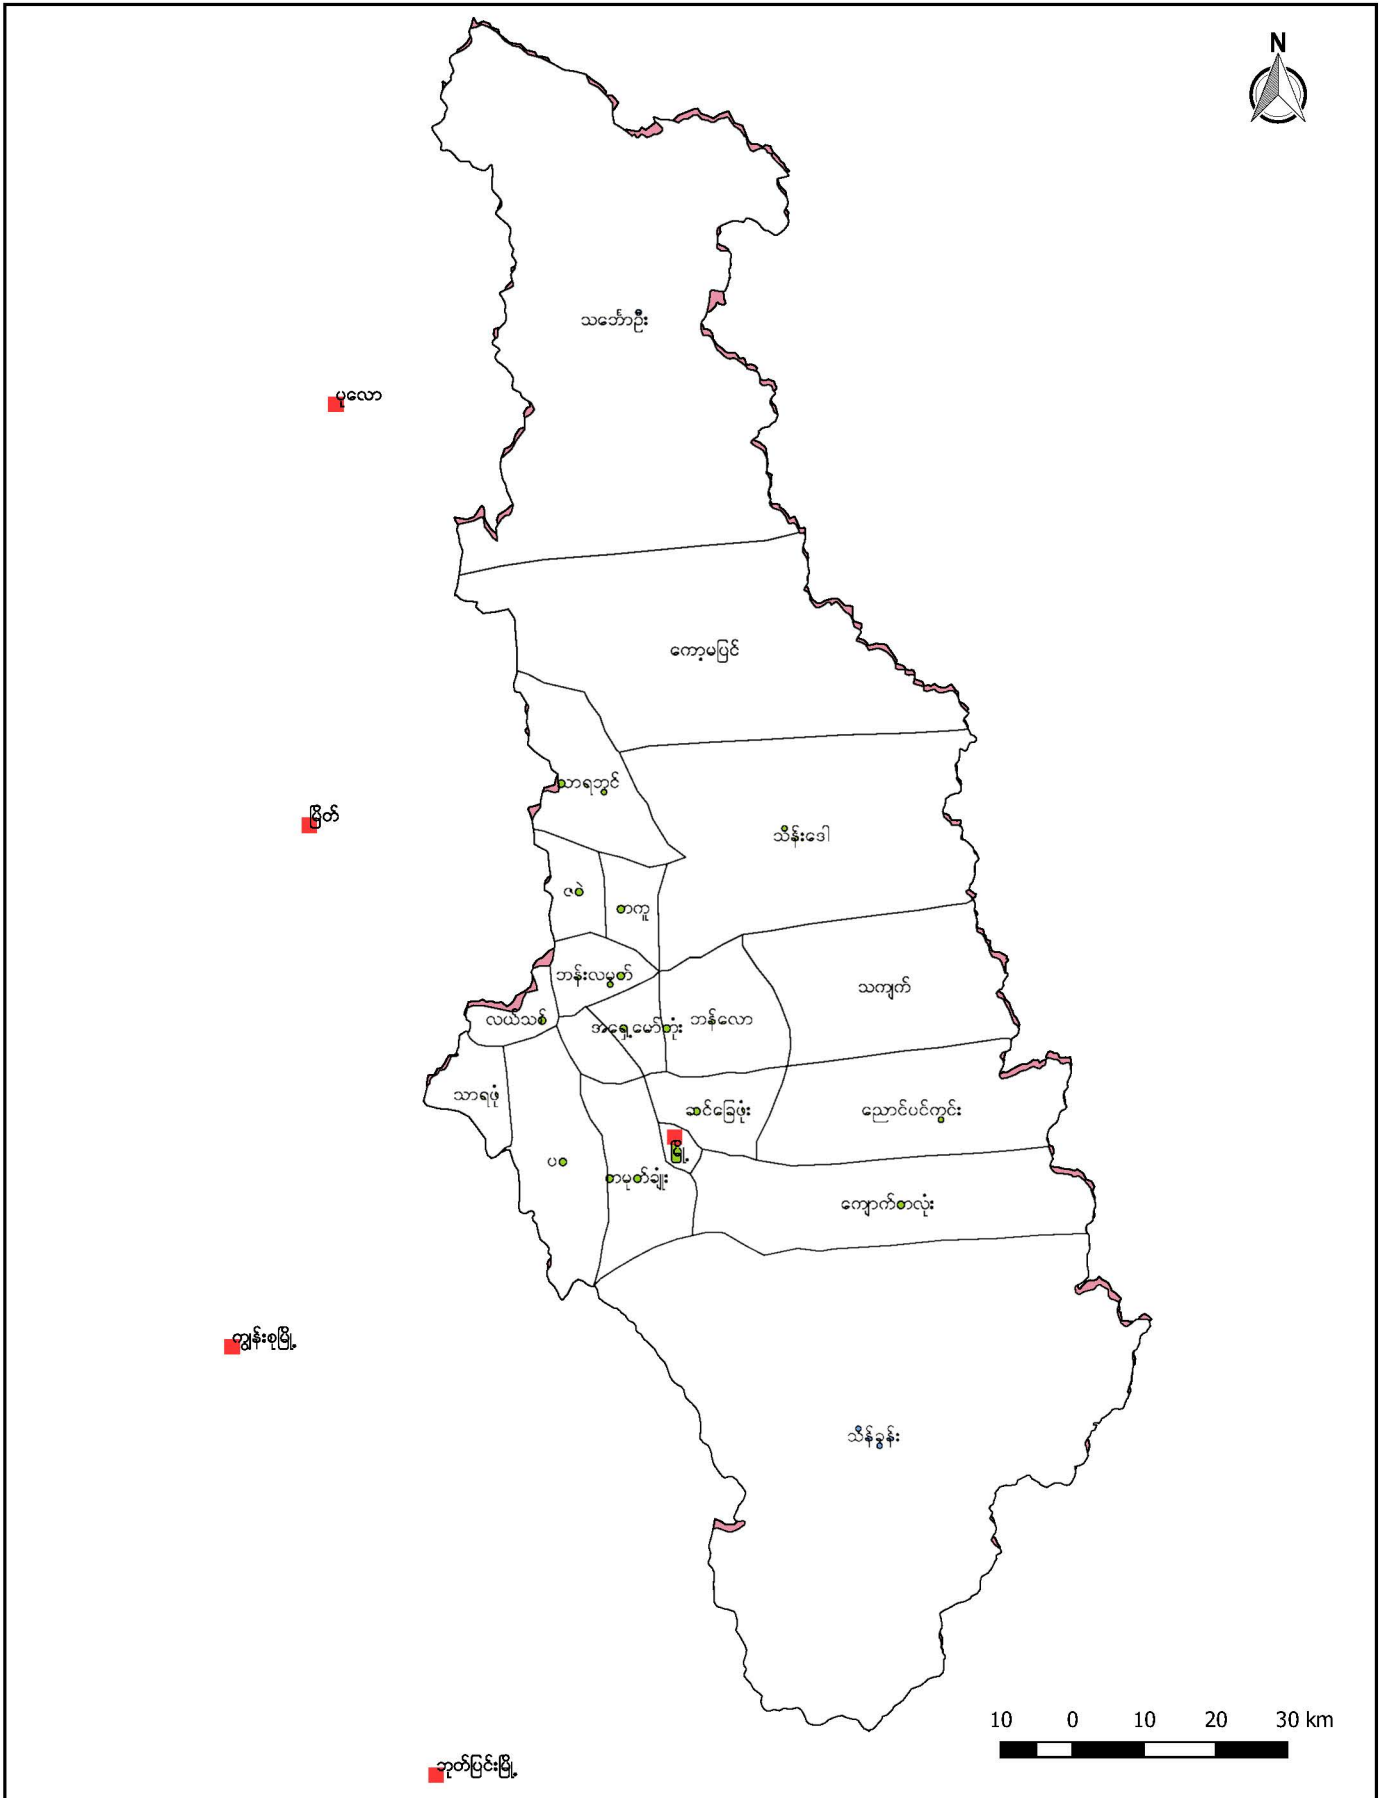 N
သင်္ဘောဦး
ပုလော
ကော့မပြင်
သာရဘွင်
မြိတ်
သိန်းဒေါ
ဇဝဲ
တကူ
ဘန်းလမွတ်
သကျက်
လယ်သစ်
အရှေ့မော်တုံး
ဘန်လော
သာရဖုံ
ဆင်ခြေဖုံး
ညောင်ပင်ကွင်း
မြို့
ပဝ
တမုတ်ချုံး
ကျောက်တလုံး
ကျွန်းစုမြို့
သိန်ခွန်း
10 0 10 20 30 km
ဘုတ်ပြင်းမြို့